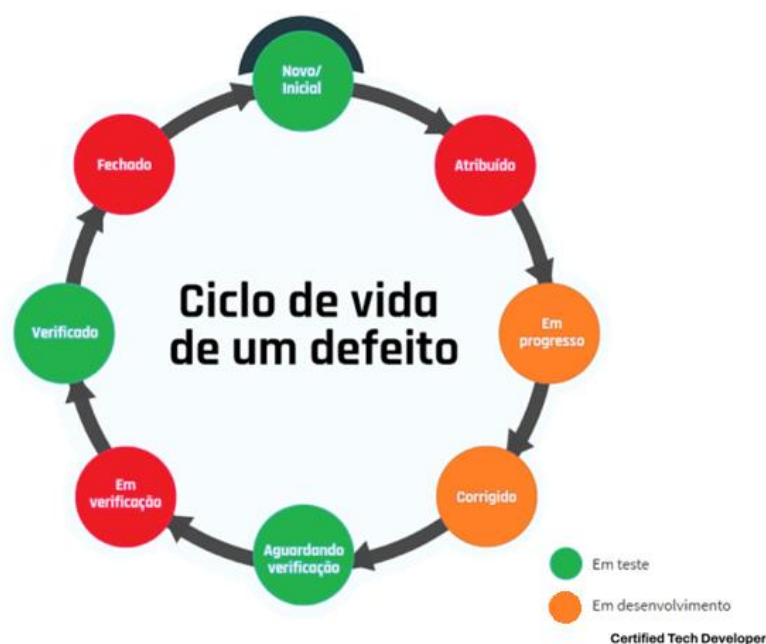 Novo/
Inicial
Atribuído
Em
progresso
Corrigido
Aguardando
verificação
Em
verificação
Verificado
Fechado
Ciclo de vida
de um defeito
Em teste
Em desenvolvimento
Certified Tech Developer